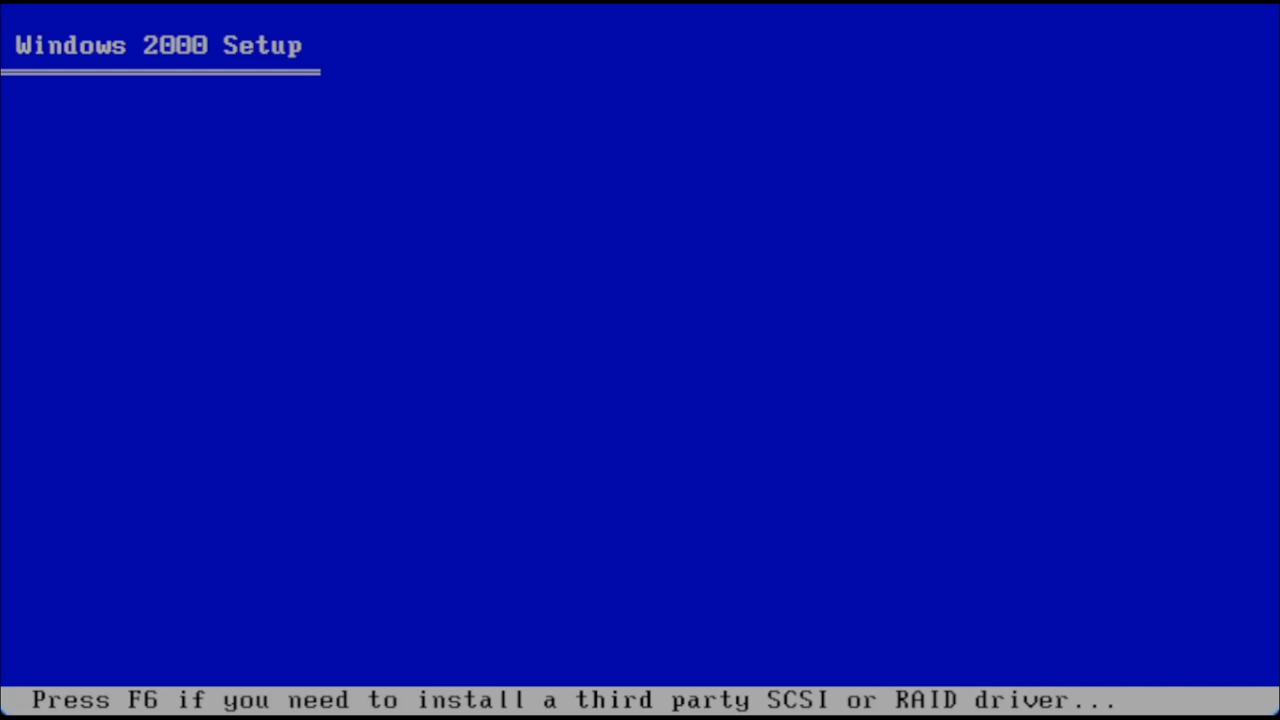 Windows 2000 Setup
Press F6 if you need to install a third party SCSI or RAID driver...